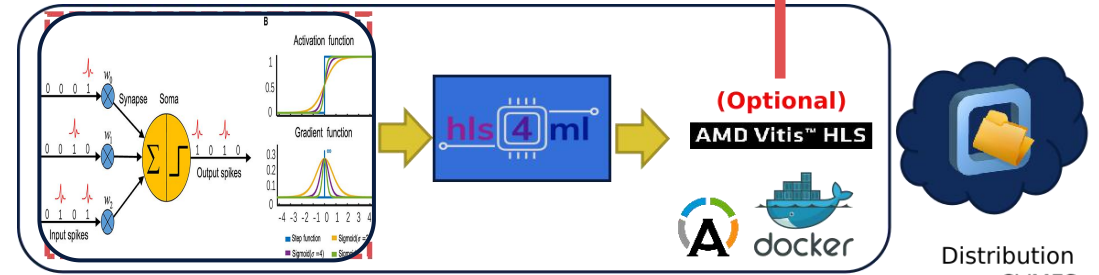 B
Activation function
1
0.5
0
0 0 0 1
w0
Synapse
Soma
0 1 0
w1
Σ
1 0 1 0
Output spikes
0 1 0 1
w2
Input spikes
Gradient function
0.3
0.2
0.1
0
-4 -3 -2 -1 0 1 2 3 4
Step function
Sigmoid(
Sigmoid( =4)
hls 4 ml
(Optional)
AMD Vitis™ HLS
A
docker
Distribution